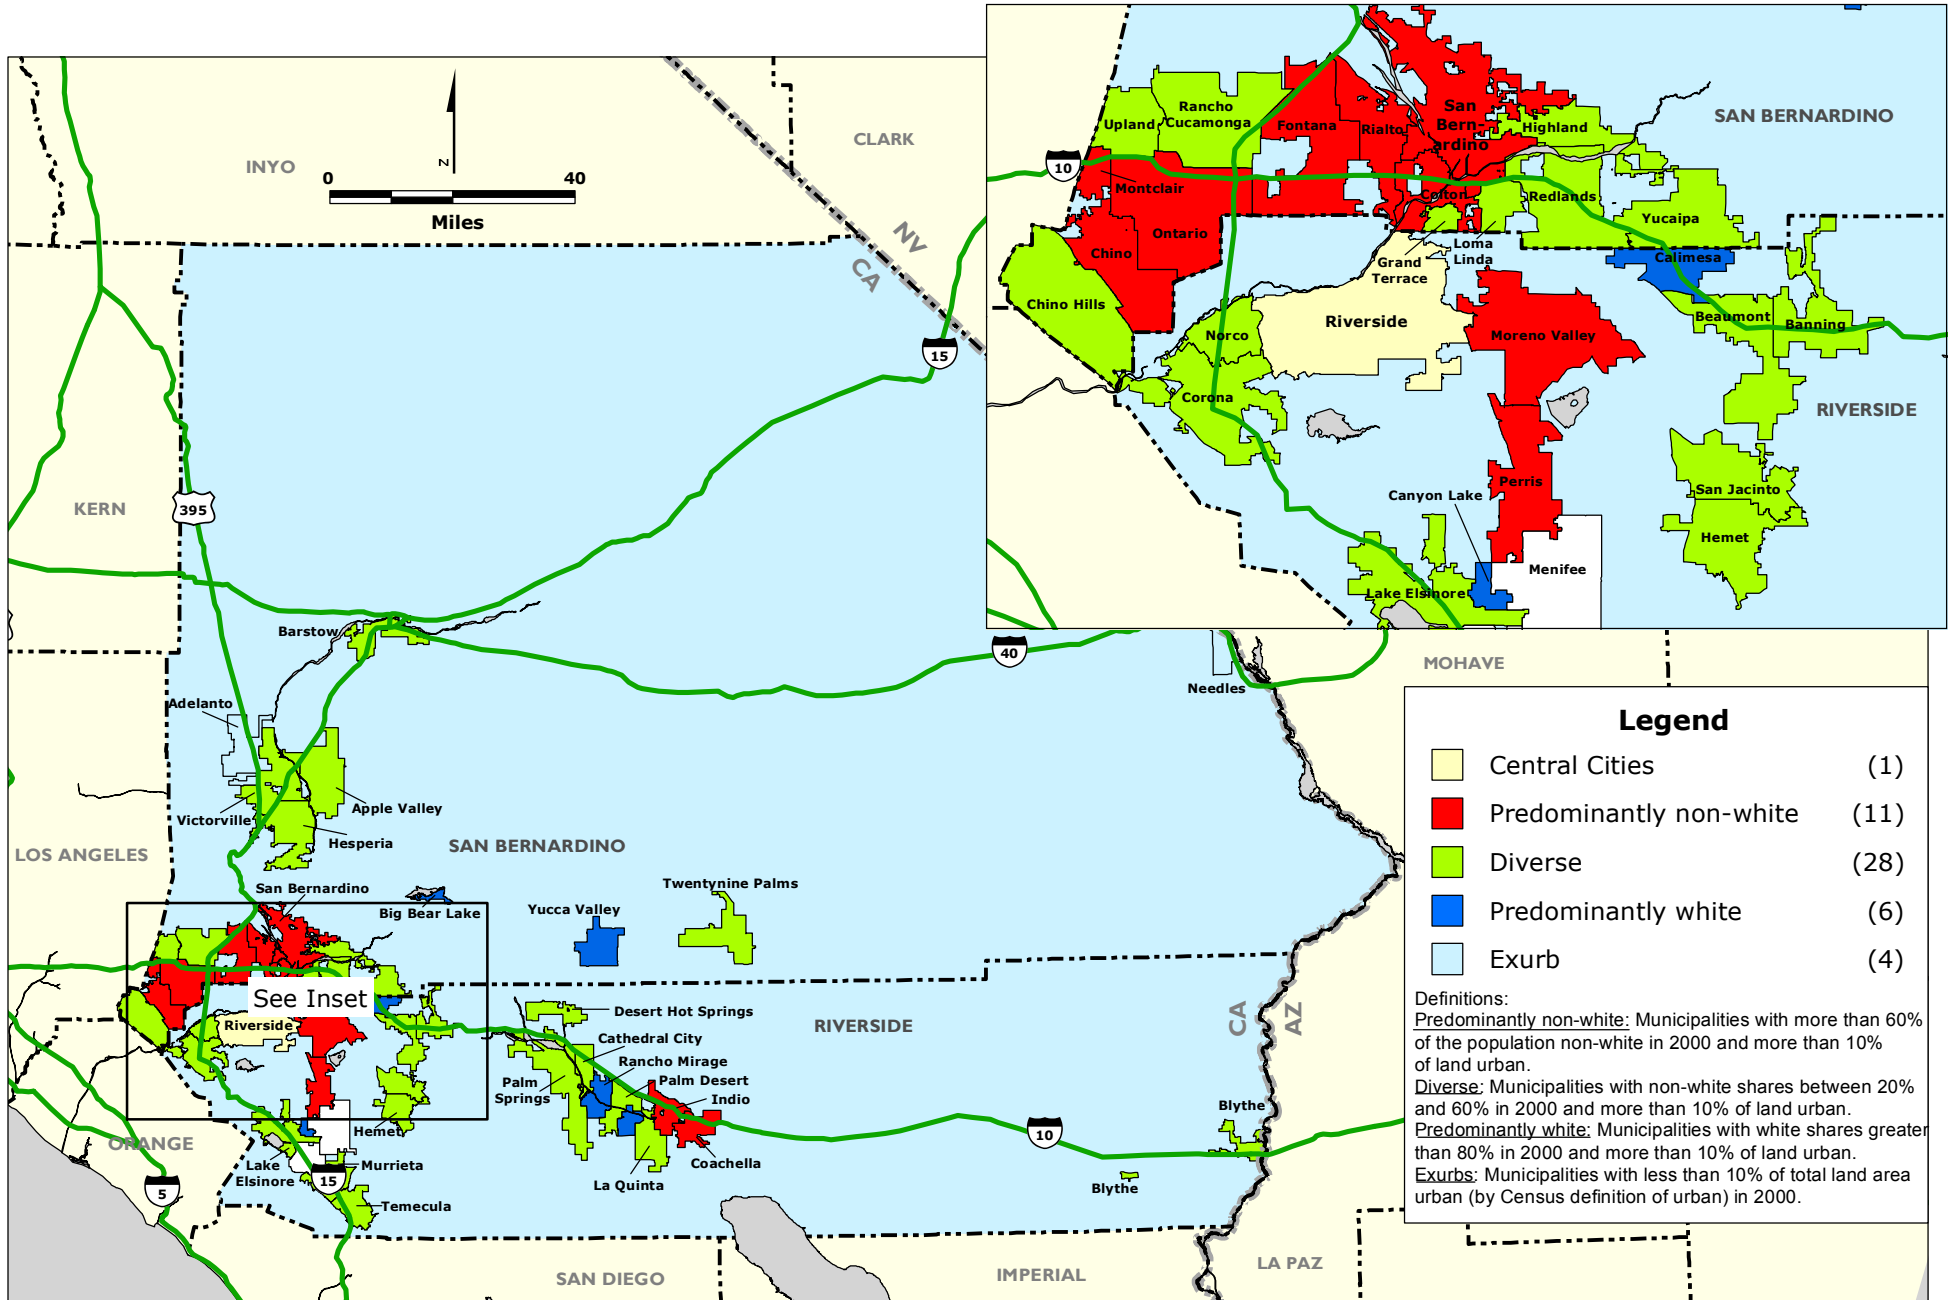 INYO
CLARK
0
40
Miles
N
NV
CA
15
KERN
395
Barstow
40
Needles
MOHAVE
Adelanto
Victorville
Apple Valley
Hesperia
LOS ANGELES
SAN BERNARDINO
San Bernardino
Big Bear Lake
Yucca Valley
Twentynine Palms
See Inset
Riverside
RIVERSIDE
Desert Hot Springs
Cathedral City
Rancho Mirage
Palm Desert
Indio
Palm
Springs
Coachella
La Quinta
10
Blythe
Blythe
CA
AZ
Hemet
ORANGE
Lake
Elsinore
Murrieta
15
Temecula
5
SAN DIEGO
IMPERIAL
LA PAZ
SAN BERNARDINO
Rancho
Cucamonga
Upland
Fontana
Rialto
San
Bern-
ardino
Highland
10
Montclair
Colton
Redlands
Yucaipa
Chino
Ontario
Grand
Terrace
Loma
Linda
Calimesa
Chino Hills
Riverside
Norco
Moreno Valley
Beaumont
Banning
Corona
RIVERSIDE
Canyon Lake
Perris
San Jacinto
Hemet
Menifee
Lake Elsinore
Legend
Central Cities (1)
Predominantly non-white (11)
Diverse (28)
Predominantly white (6)
Exurb (4)
Definitions:
Predominantly non-white: Municipalities with more than 60%
of the population non-white in 2000 and more than 10%
of land urban.
Diverse: Municipalities with non-white shares between 20%
and 60% in 2000 and more than 10% of land urban.
Predominantly white: Municipalities with white shares greater
than 80% in 2000 and more than 10% of land urban.
Exurbs: Municipalities with less than 10% of total land area
urban (by Census definition of urban) in 2000.